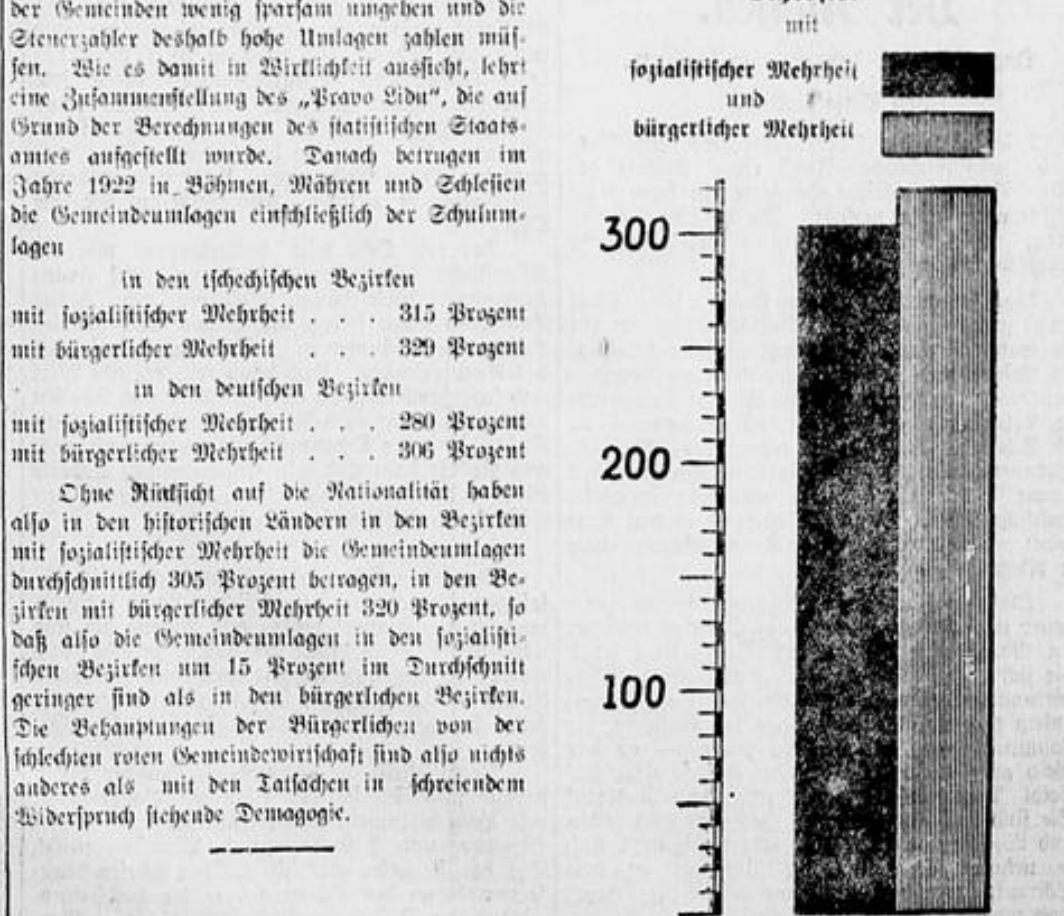 der Gemeinden wenig sparsam umgehen und die
Steuerzahler deshalb hohe Umlagen zahlen müs-
sen. Wie es damit in Wirklichkeit aussieht, lehrt
eine Zusammenstellung des „Pravo Lidu“, die auf
Grund der Berechnungen des statistischen Staats-
amtes aufgestellt wurde. Danach betrugen im
Jahre 1922 in Böhmen, Mähren und Schlesien
die Gemeindeumlagen einschließlich der Schulum-
lagen
in den tschechischen Bezirken
mit sozialistischer Mehrheit . . . 315 Prozent
mit bürgerlicher Mehrheit . . 329 Prozent
in den deutschen Bezirken
mit sozialistischer Mehrheit . . . 280 Prozent
mit bürgerlicher Mehrheit . . . 306 Prozent
Ohne Rücksicht auf die Nationalität haben
also in den historischen Ländern in den Bezirken
mit sozialistischer Mehrheit die Gemeindeumlagen
durchschnittlich 305 Prozent betragen, in den Be-
zirken mit bürgerlicher Mehrheit 320 Prozent, so
daß also die Gemeindeumlagen in den sozialisti-
schen Bezirken um 15 Prozent im Durchschnitt
geringer sind als in den bürgerlichen Bezirken.
Die Behauptungen der Bürgerlichen von der
schlechten roten Gemeindewirtschaft sind also nichts
anderes als mit den Tatsachen in schreiendem
Widerspruch stehende Demagogie.
mit
sozialistischer Mehrheit
und
bürgerlicher Mehrheit
300
200
100